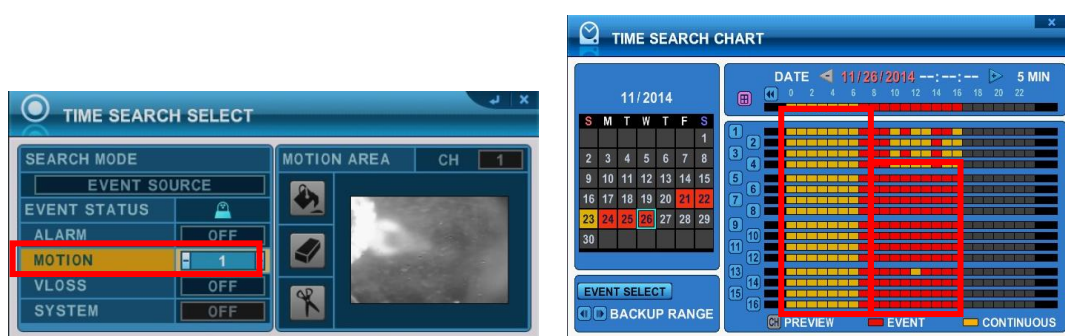 TIME SEARCH SELECT
SEARCH MODE
EVENT SOURCE
EVENT STATUS
ALARM OFF
MOTION - 1
VLOSS OFF
SYSTEM OFF
MOTION AREA CH 1
TIME SEARCH CHART
11/2014
S M T W T F S
1
2 3 4 5 6 7 8
9 10 11 12 13 14 15
16 17 18 19 20 21 22
23 24 25 26 27 28 29
30
EVENT SELECT
BACKUP RANGE
DATE 11/26/2014 --:--:-- 5 MIN
0 2 4 6 8 10 12 14 16 18 20 22
1
2
3
4
5
6
7
8
9
10
11
12
13
14
15
16
CH PREVIEW EVENT CONTINUOUS